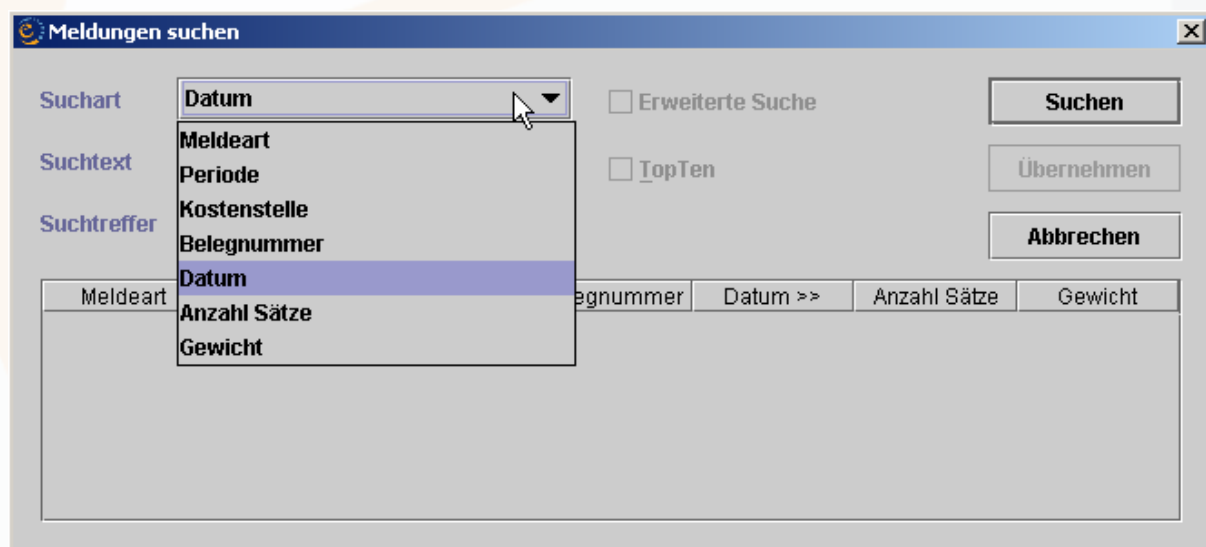 Meldungen suchen
Suchart Datum Erweiterte Suche Suchen
Meldeart
Suchtext Periode TopTen Übernehmen
Kostenstelle
Suchtreffer Belegnummer Abbrechen
Datum
Meldeart egnummer Datum >> Anzahl Sätze Gewicht
Anzahl Sätze
Gewicht